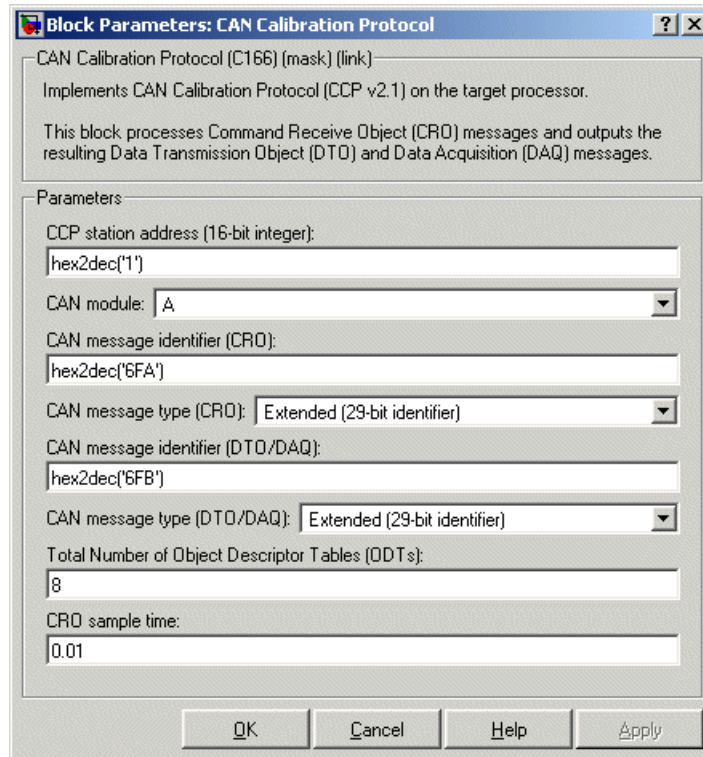 Block Parameters: CAN Calibration Protocol
CAN Calibration Protocol (C166) (mask) (link)
Implements CAN Calibration Protocol (CCP v2.1) on the target processor.
This block processes Command Receive Object (CRO) messages and outputs the
resulting Data Transmission Object (DTO) and Data Acquisition (DAQ) messages.
Parameters
CCP station address (16-bit integer):
hex2dec('1')
CAN module: A
CAN message identifier (CRO):
hex2dec('6FA')
CAN message type (CRO): Extended (29-bit identifier)
CAN message identifier (DTO/DAQ):
hex2dec('6FB')
CAN message type (DTO/DAQ): Extended (29-bit identifier)
Total Number of Object Descriptor Tables (ODTs):
8
CRO sample time:
0.01
OK Cancel Help Apply